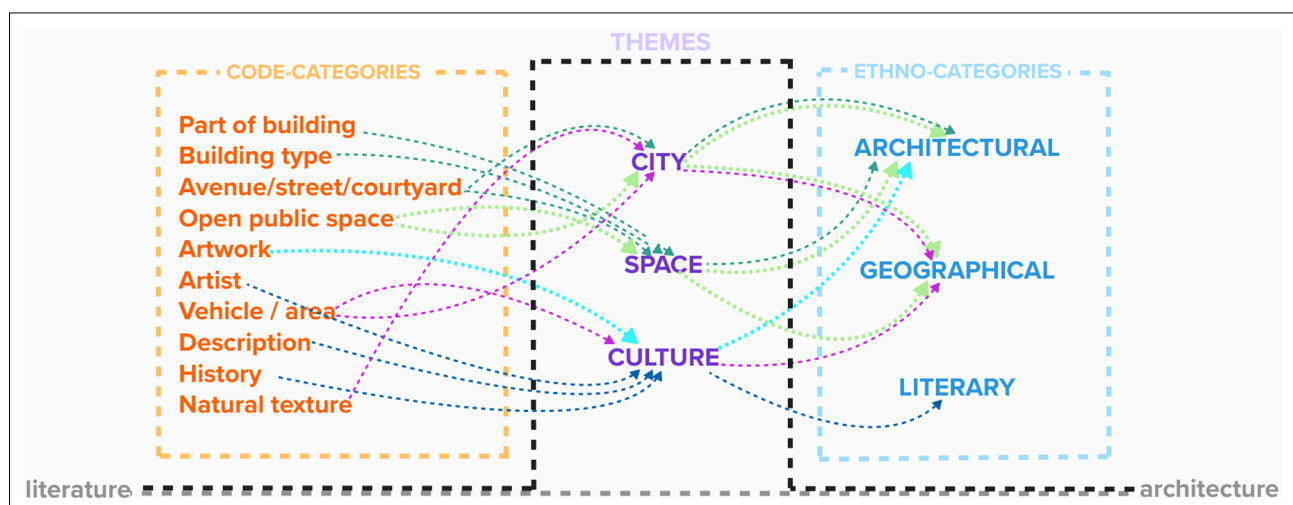 THEMES
CODE-CATEGORIES
ETHNO-CATEGORIES
Part of building
Building type
Avenue/street/courtyard
Open public space
Artwork
Artist
Vehicle / area
Description
History
Natural texture
CITY
SPACE
CULTURE
ARCHITECTURAL
GEOGRAPHICAL
LITERARY
literature
architecture